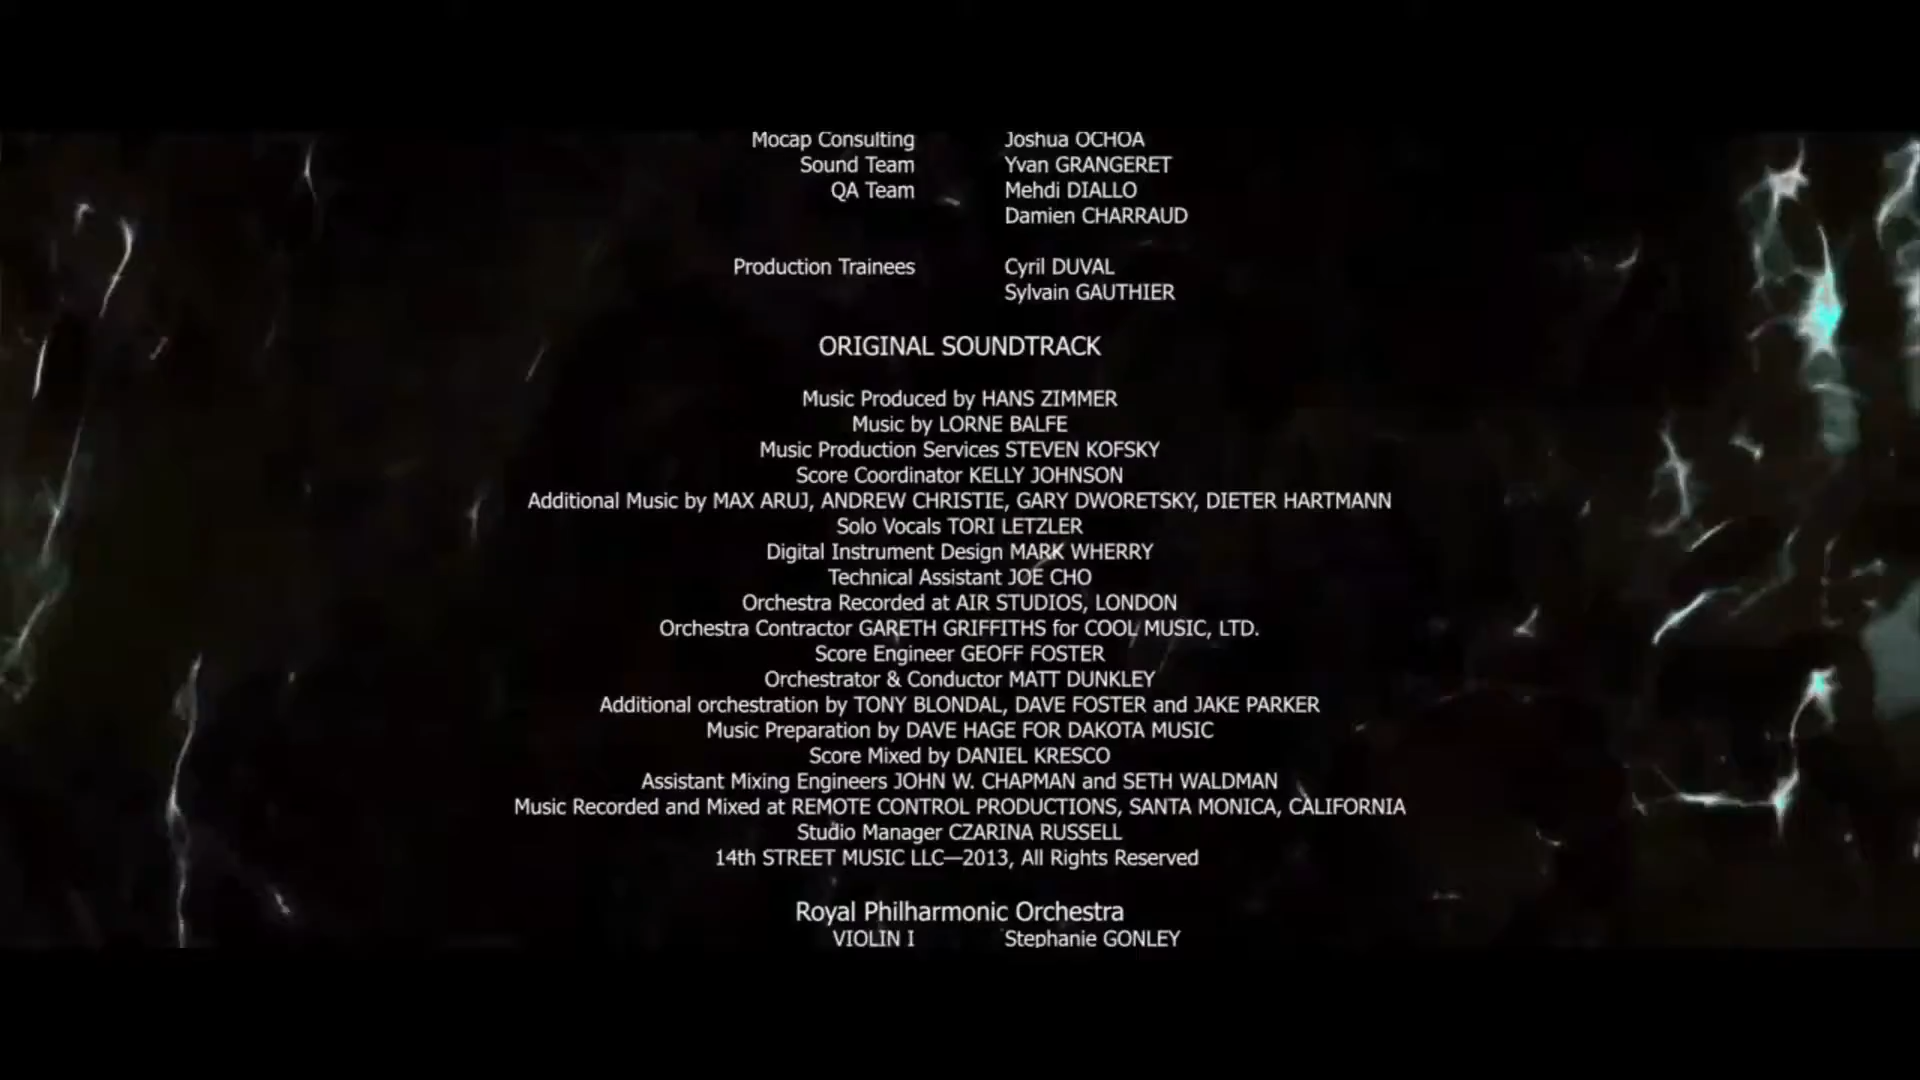 Mocap Consulting Joshua OCHOA
Sound Team Yvan GRANGERET
QA Team Mehdi DIALLO
Damien CHARRAUD
Production Trainees Cyril DUVAL
Sylvain GAUTHIER
ORIGINAL SOUNDTRACK
Music Produced by HANS ZIMMER
Music by LORNE BALFE
Music Production Services STEVEN KOFSKY
Score Coordinator KELLY JOHNSON
Additional Music by MAX ARUJ, ANDREW CHRISTIE, GARY DWORETSKY, DIETER HARTMANN
Solo Vocals TORI LETZLER
Digital Instrument Design MARK WHERRY
Technical Assistant JOE CHO
Orchestra Recorded at AIR STUDIOS, LONDON
Orchestra Contractor GARETH GRIFFITHS for COOL MUSIC, LTD.
Score Engineer GEOFF FOSTER
Orchestrator & Conductor MATT DUNKLEY
Additional orchestration by TONY BLONDAL, DAVE FOSTER and JAKE PARKER
Music Preparation by DAVE HAGE FOR DAKOTA MUSIC
Score Mixed by DANIEL KRESCO
Assistant Mixing Engineers JOHN W. CHAPMAN and SETH WALDMAN
Music Recorded and Mixed at REMOTE CONTROL PRODUCTIONS, SANTA MONICA, CALIFORNIA
Studio Manager CZARINA RUSSELL
14th STREET MUSIC LLC—2013, All Rights Reserved
Royal Philharmonic Orchestra
VIOLIN I Stephanie GONLEY